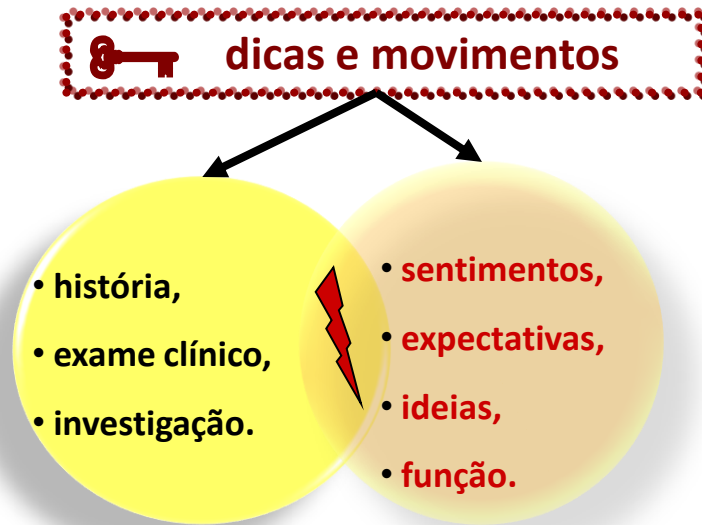 dicas e movimentos
• história,
• exame clínico,
• investigação.
• sentimentos,
• expectativas,
• ideias,
• função.